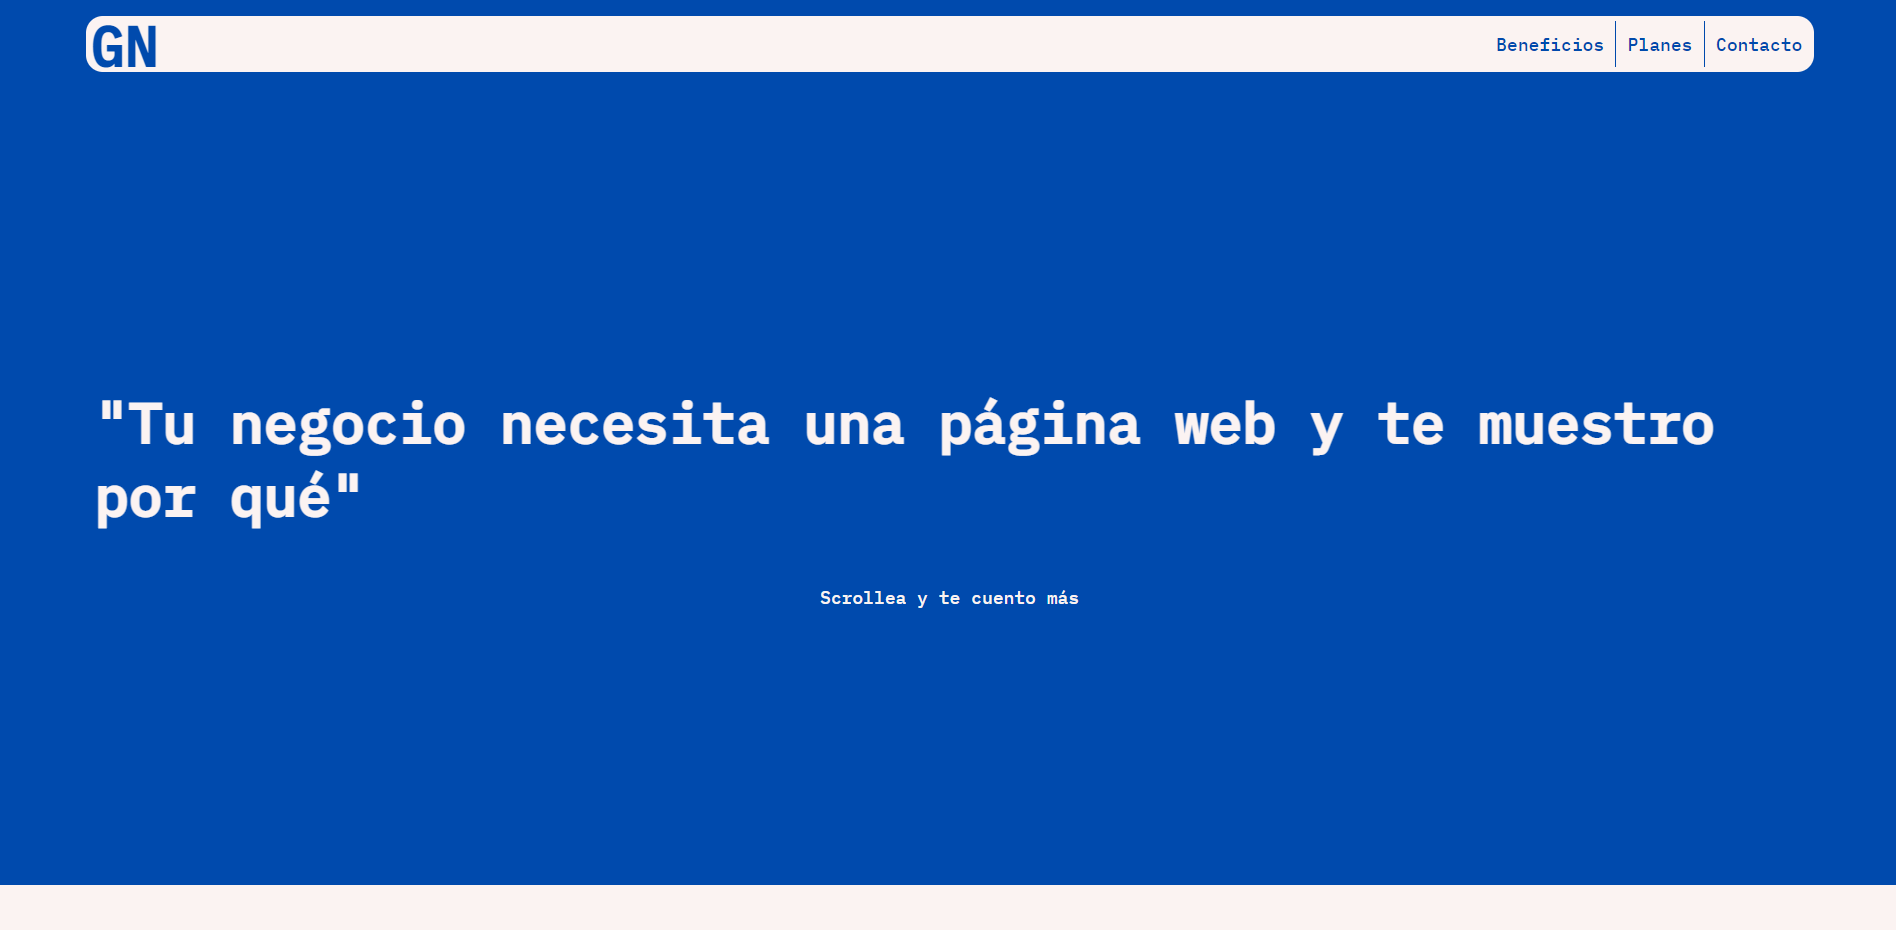 GN
Beneficios Planes Contacto
"Tu negocio necesita una página web y te muestro
por qué"
Scrollea y te cuento más